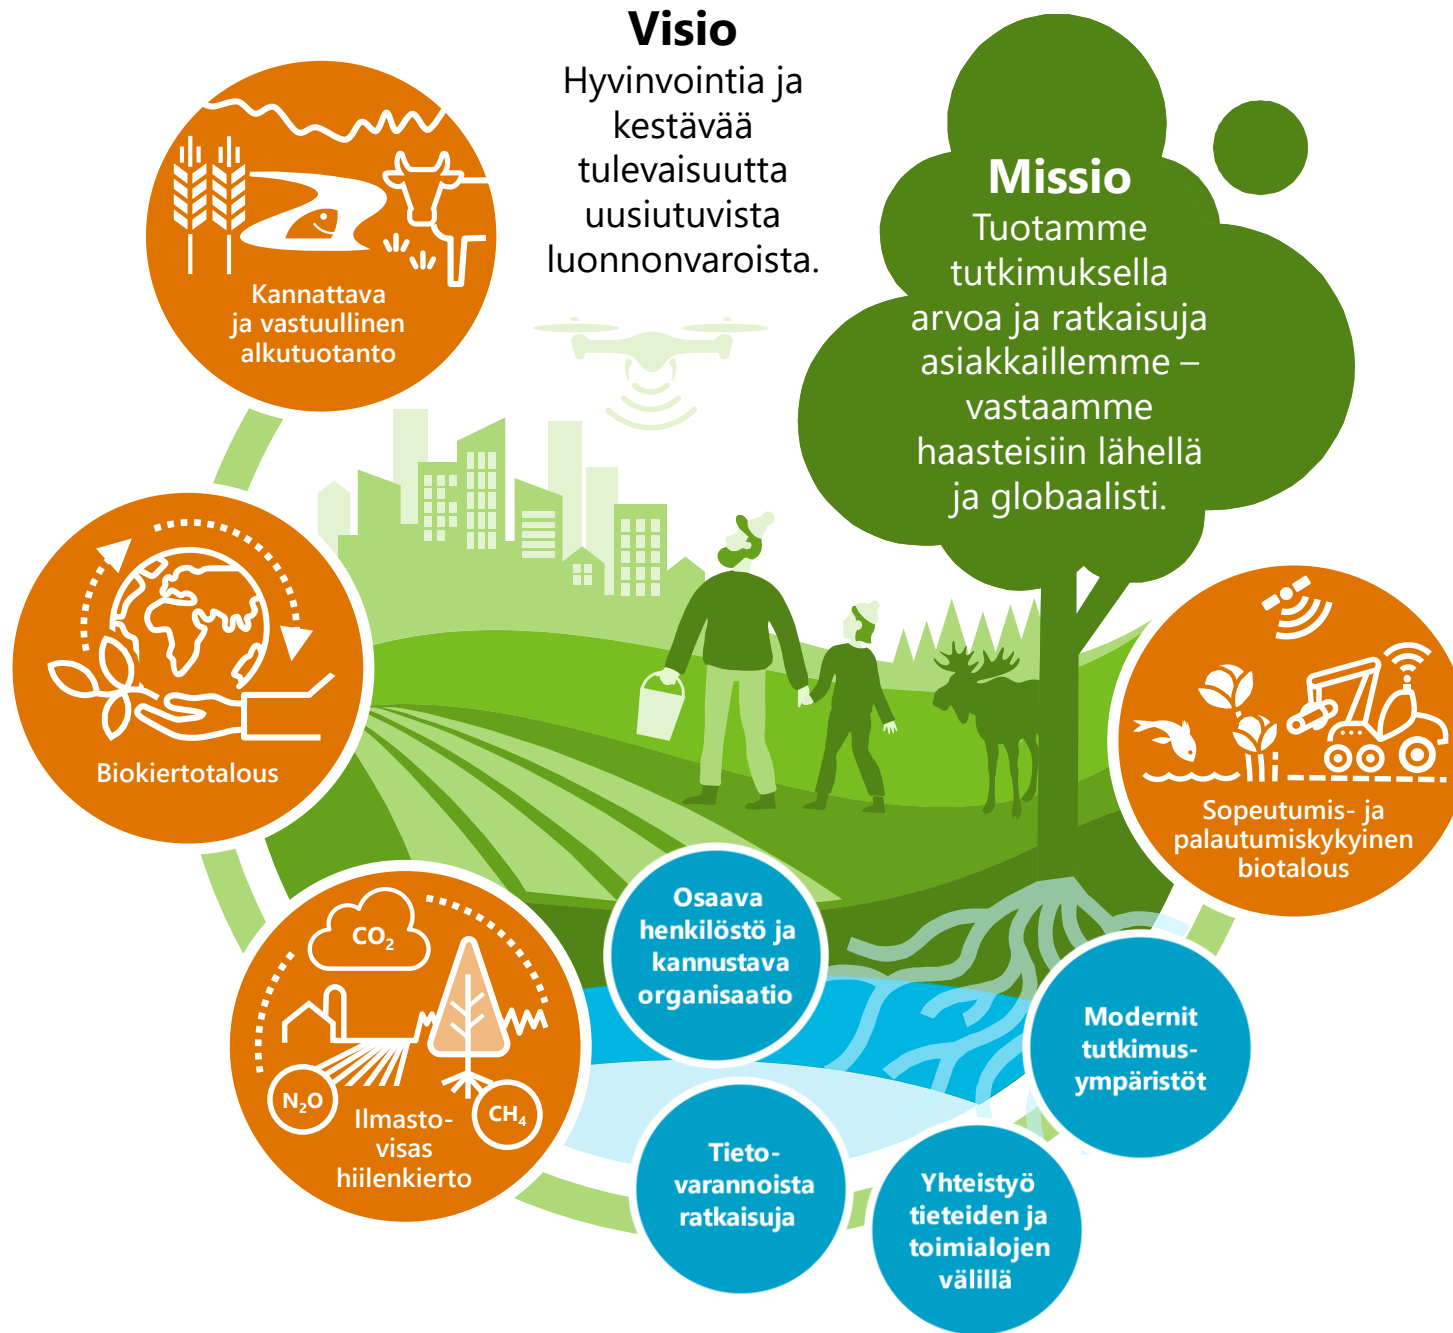 Visio
Hyvinvointia ja
kestävää
tulevaisuutta
uusiutuvista
luonnonvaroista.
Missio
Tuotamme
tutkimuksella
arvoa ja ratkaisuja
asiakkaillemme –
vastaamme
haasteisiin lähellä
ja globaalisti.
Kannattava
ja vastuullinen
alkutuotanto
Biokiertotalous
CO₂
N₂O
CH₄
Ilmasto-
visas
hiilenkierto
Sopeutumis- ja
palautumiskykyinen
biotalous
Osaava
henkilöstö ja
kannustava
organisaatio
Tieto-
varannoista
ratkaisuja
Yhteistyö
tieteiden ja
toimialojen
välillä
Modernit
tutkimus-
ympäristöt